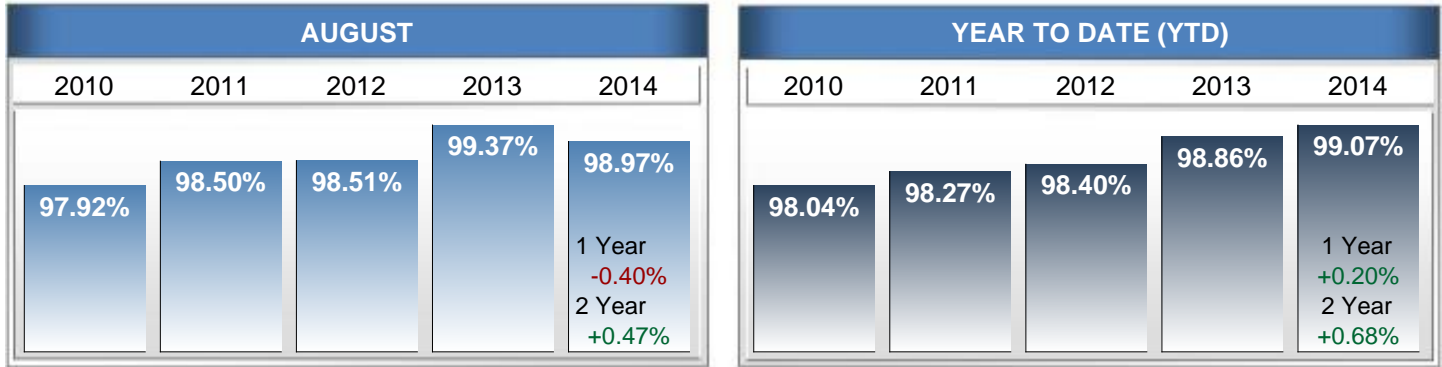 AUGUST
2010 2011 2012 2013 2014
97.92% 98.50% 98.51% 99.37% 98.97%
1 Year
-0.40%
2 Year
+0.47%
YEAR TO DATE (YTD)
2010 2011 2012 2013 2014
98.04% 98.27% 98.40% 98.86% 99.07%
1 Year
+0.20%
2 Year
+0.68%